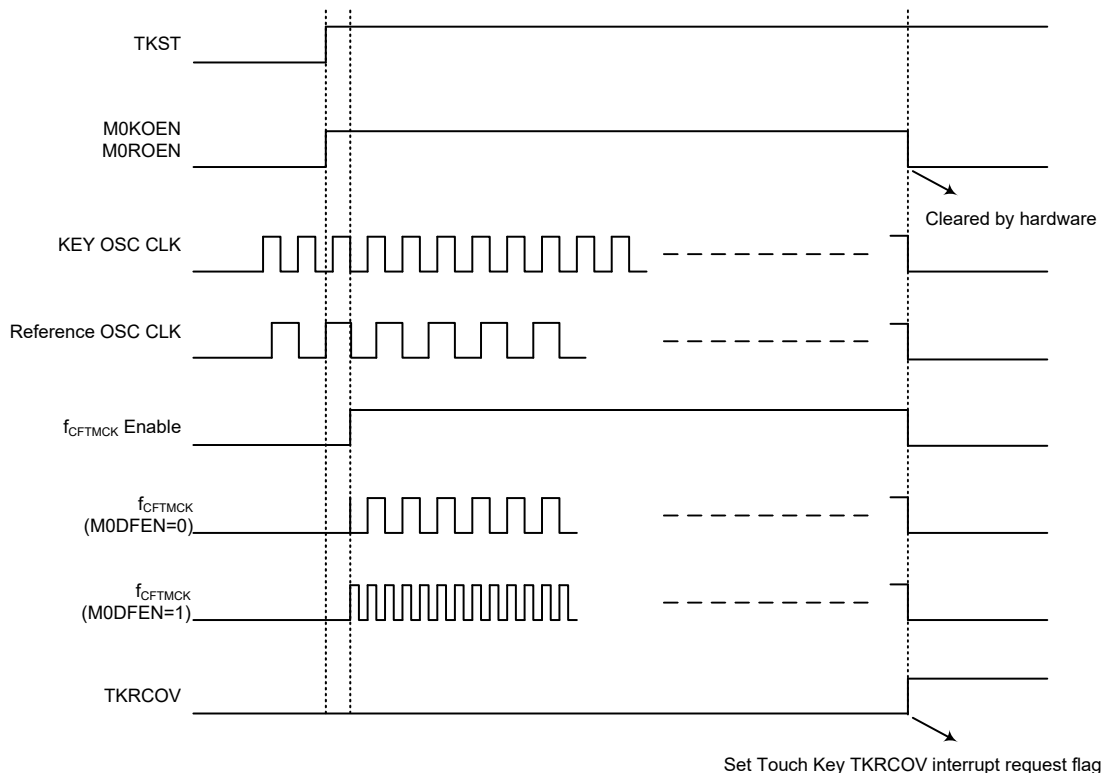 TKST
M0KOEN
M0ROEN
Cleared by hardware
KEY OSC CLK
Reference OSC CLK
fCFTMCK Enable
fCFTMCK
(M0DFEN=0)
fCFTMCK
(M0DFEN=1)
TKRCOV
Set Touch Key TKRCOV interrupt request flag